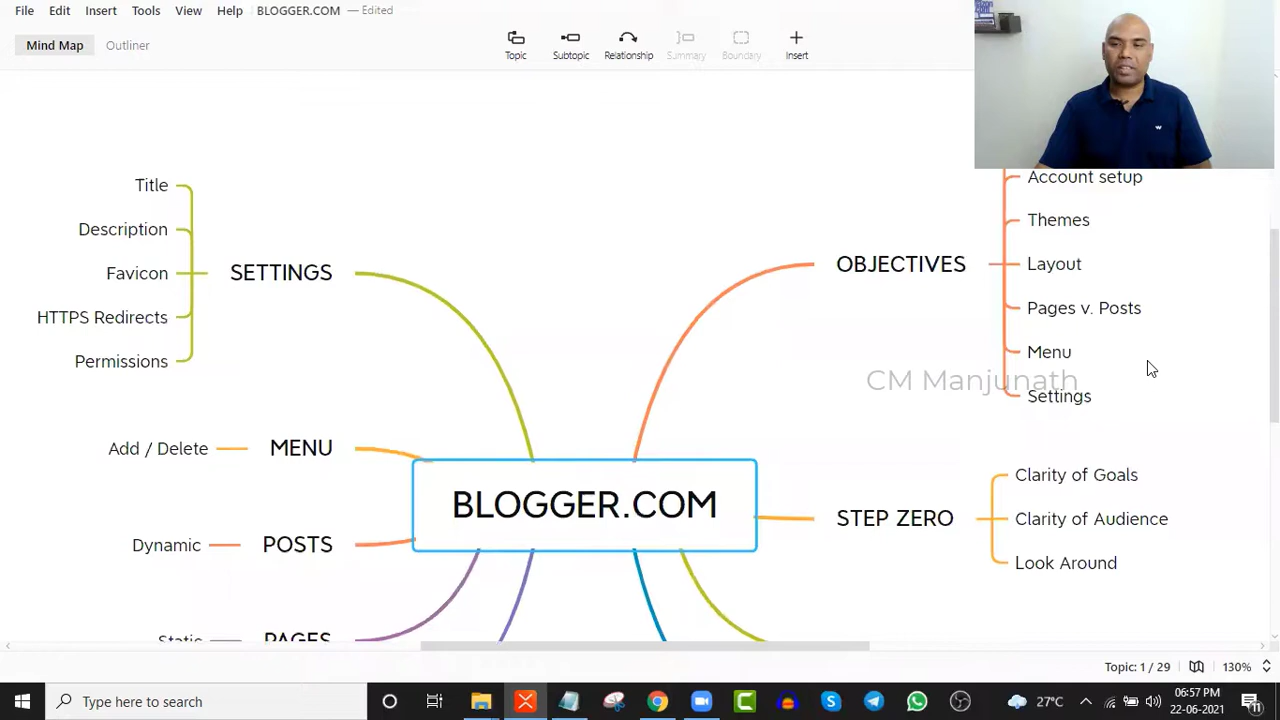 File Edit Insert Tools View Help BLOGGER.COM — Edited
Mind Map Outliner
Topic Subtopic Relationship Summary Boundary Insert
Title
Description
Favicon
HTTPS Redirects
Permissions
SETTINGS
Add / Delete
MENU
Dynamic
POSTS
Static
PAGES
BLOGGER.COM
OBJECTIVES
Account setup
Themes
Layout
Pages v. Posts
Menu
Settings
CM Manjunath
STEP ZERO
Clarity of Goals
Clarity of Audience
Look Around
Topic: 1 / 29 130%
Type here to search
27°C
06:57 PM
22-06-2021
11